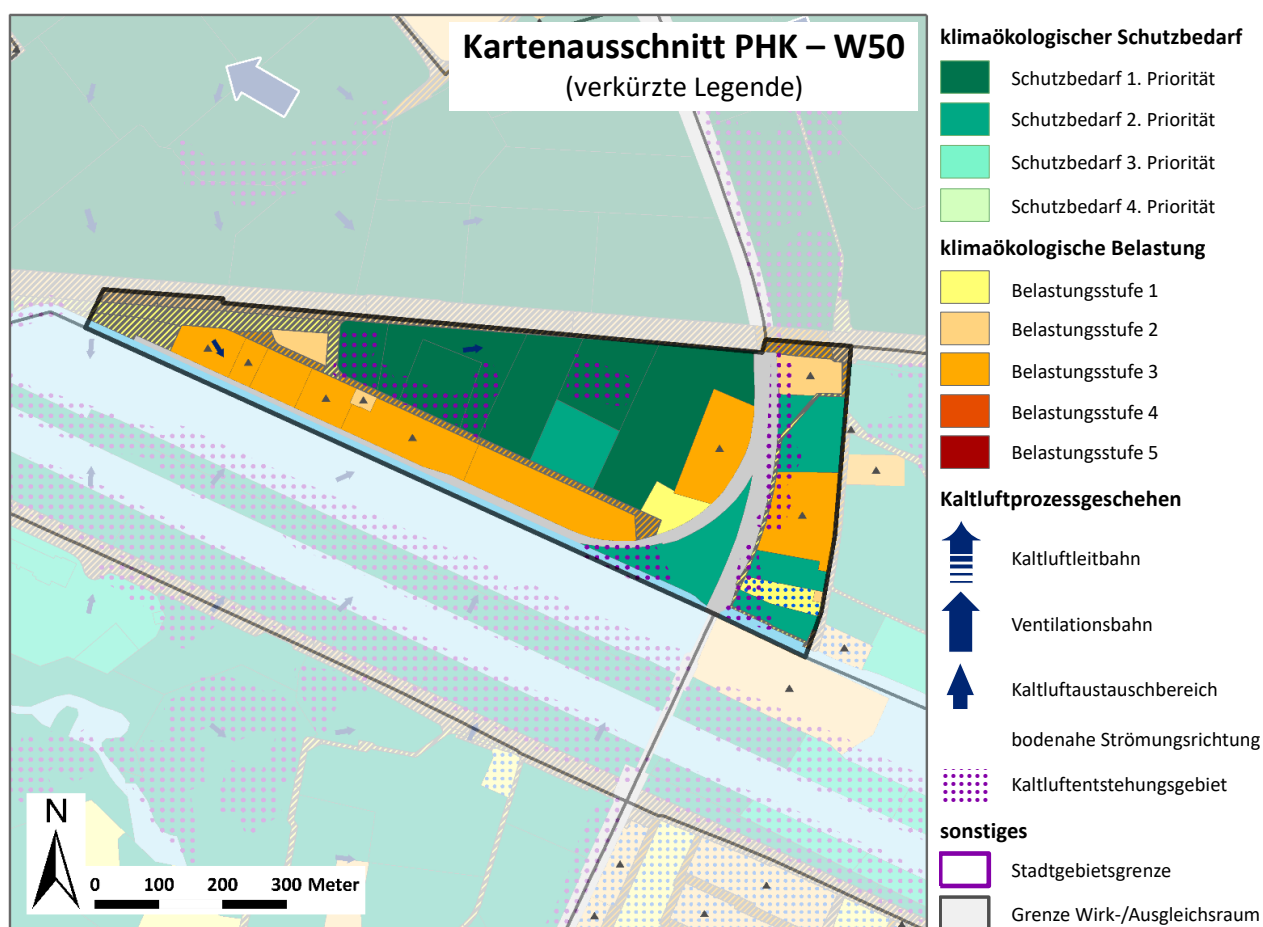 Kartenausschnitt PHK – W50
(verkürzte Legende)
N
0 100 200 300 Meter
klimaökologischer Schutzbedarf
Schutzbedarf 1. Priorität
Schutzbedarf 2. Priorität
Schutzbedarf 3. Priorität
Schutzbedarf 4. Priorität
klimaökologische Belastung
Belastungsstufe 1
Belastungsstufe 2
Belastungsstufe 3
Belastungsstufe 4
Belastungsstufe 5
Kaltluftprozessgeschehen
Kaltluftleitbahn
Ventilationsbahn
Kaltluftaustauschbereich
bodenahe Strömungsrichtung
Kaltluftentstehungsgebiet
sonstiges
Stadtgebietsgrenze
Grenze Wirk-/Ausgleichsraum